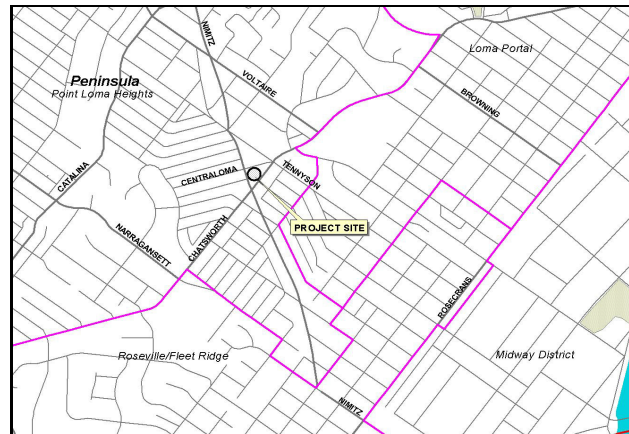 NIMITZ
Loma Portal
Peninsula
Point Loma Heights
VOLTAIRE
BROWNING
CENTRALOMA
TENNYSON
CATALINA
NARRAGANSETT
CHATSWORTH
PROJECT SITE
ROSECRANS
Roseville/Fleet Ridge
Midway District
NIMITZ